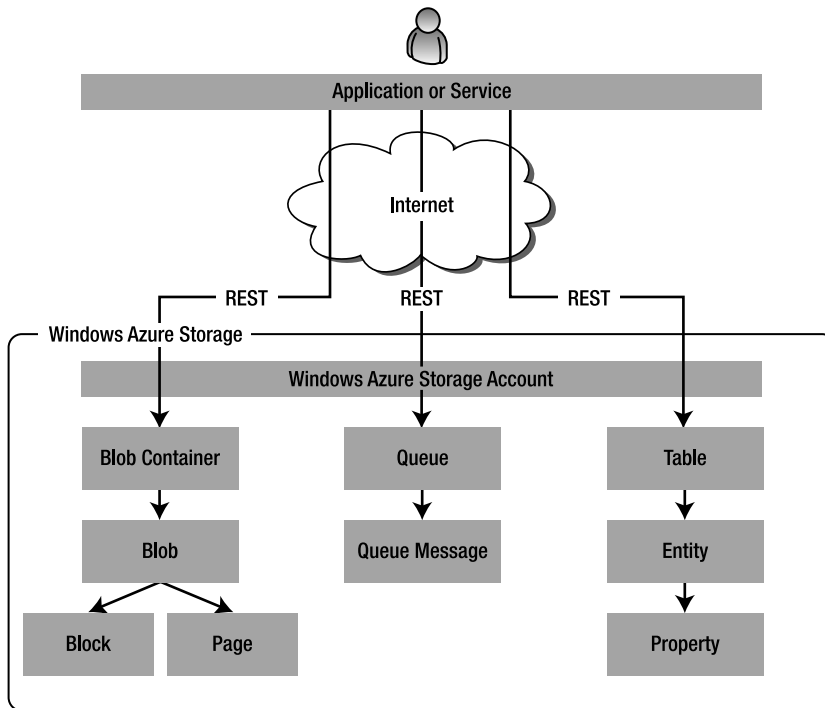 Application or Service
Internet
REST
REST
REST
Windows Azure Storage
Windows Azure Storage Account
Blob Container
Queue
Table
Blob
Queue Message
Entity
Block
Page
Property